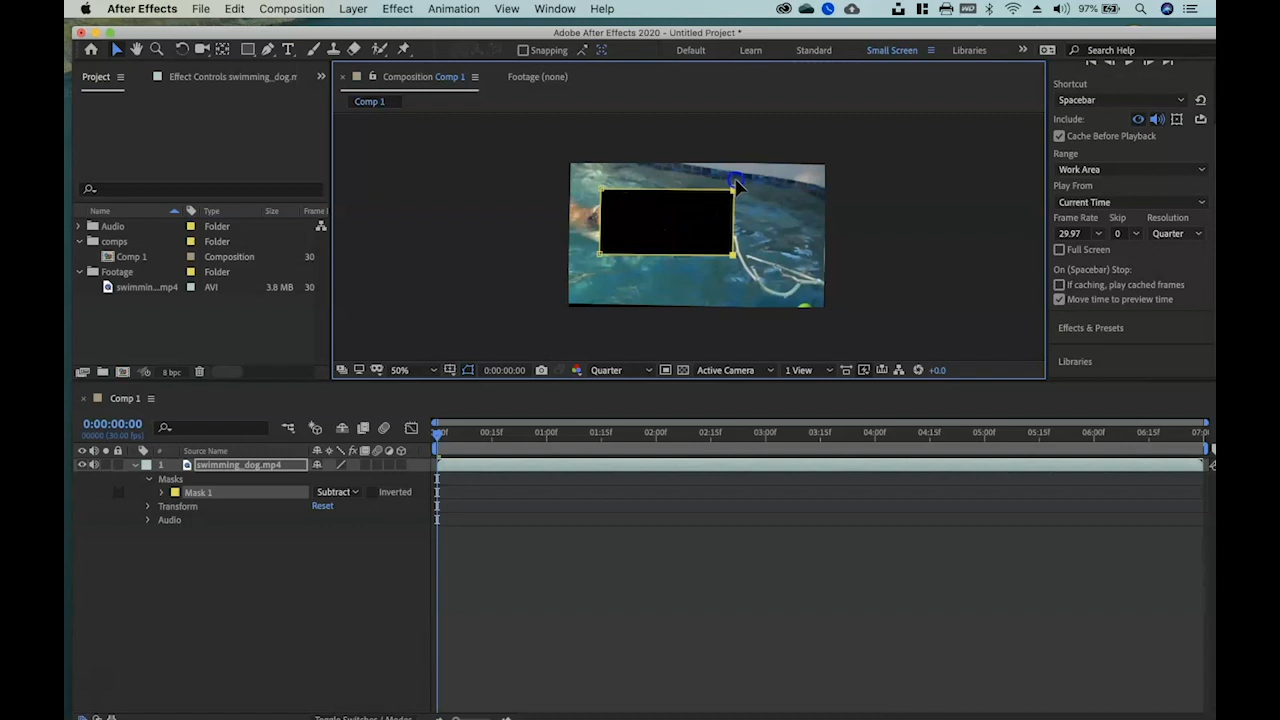 After Effects File Edit Composition Layer Effect Animation View Window Help 97%
Adobe After Effects 2020 - Untitled Project *
Snapping Default Learn Standard Small Screen Libraries Search Help
Project Effect Controls swimming_dog.m Composition Comp 1 Footage (none)
Comp 1
Shortcut
Spacebar
Include:
Cache Before Playback
Range
Work Area
Play From
Current Time
Frame Rate Skip Resolution
29.97 0 Quarter
Full Screen
On (Spacebar) Stop:
If caching, play cached frames
Move time to preview time
Effects & Presets
Libraries
Name Type Size Frame I
Audio Folder
comps Folder
Comp 1 Composition 30
Footage Folder
swimmin...mp4 AVI 3.8 MB 30
8 bpc
50% 0:00:00:00 Quarter Active Camera 1 View +0.0
Comp 1
0:00:00:00
00000 (30.00 fps)
00:15f 01:00f 01:15f 02:00f 02:15f 03:00f 03:15f 04:00f 04:15f 05:00f 05:15f 06:00f 06:15f
# Source Name
1 swimming_dog.mp4
Masks
Mask 1 Subtract Inverted
Transform Reset
Audio
Toggle Switches / Modes